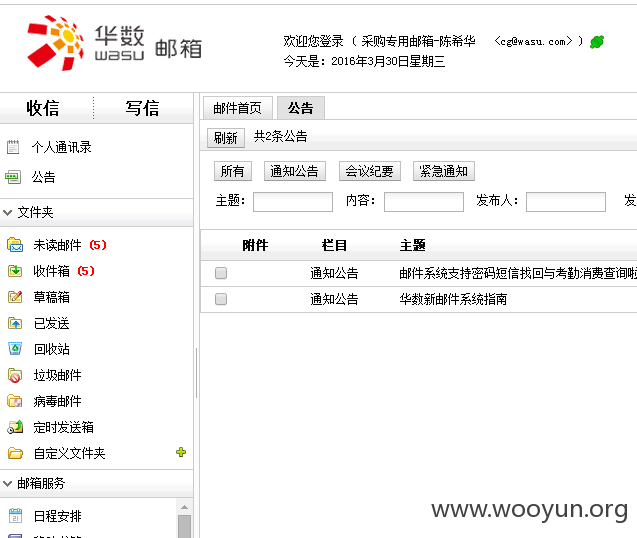 华数
wasu 邮箱
欢迎您登录 ( 采购专用邮箱-陈希华 <cg@wasu.com> )
今天是：2016年3月30日星期三
收信 写信
个人通讯录
公告
文件夹
未读邮件 (5)
收件箱 (5)
草稿箱
已发送
回收站
垃圾邮件
病毒邮件
定时发送箱
自定义文件夹
邮箱服务
日程安排
邮件首页 公告
刷新 共2条公告
所有 通知公告 会议纪要 紧急通知
主题： 内容： 发布人： 发
附件 栏目 主题
通知公告 邮件系统支持密码短信找回与考勤消费查询啦
通知公告 华数新邮件系统指南
www.wooyun.org